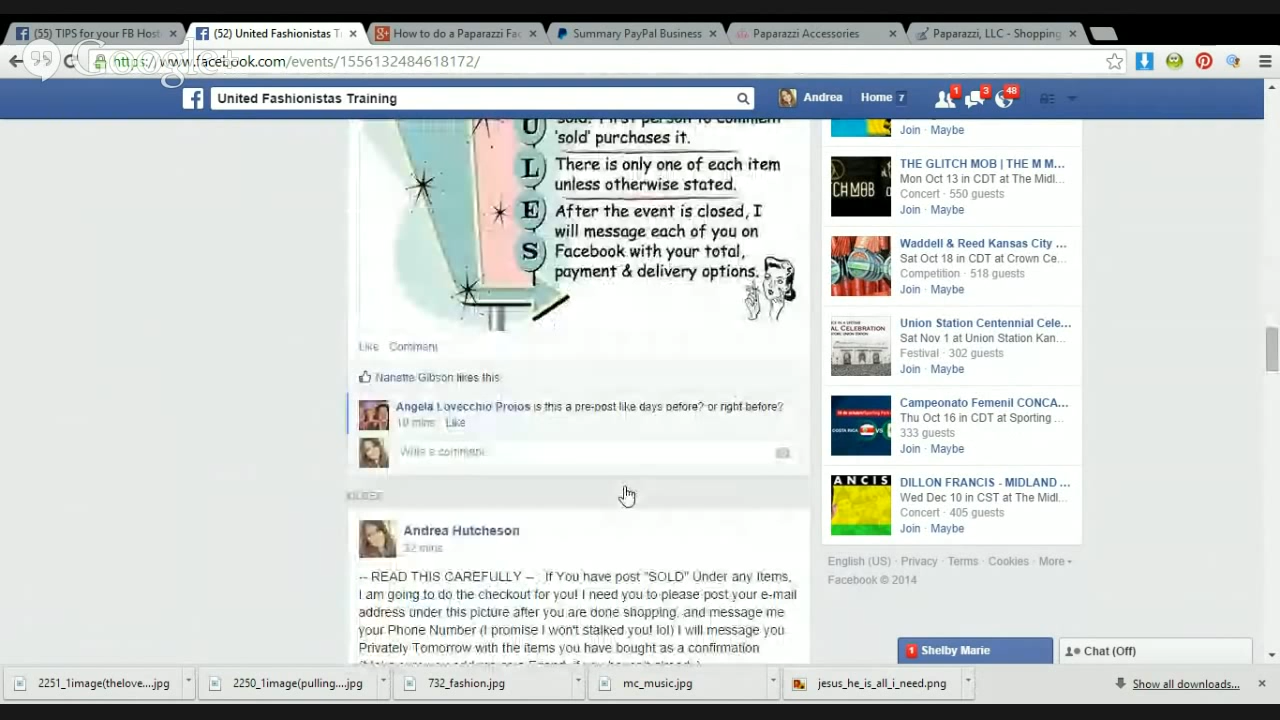 (55) TIPS for your FB Host
(52) United Fashionistas Tr
How to do a Paparazzi Fac
Summary PayPal Business
Paparazzi Accessories
Paparazzi, LLC - Shopping
Google+
https://www.facebook.com/events/1556132484618172/
United Fashionistas Training
Andrea
Home 7
1
3
48
sold. First person to comment
'sold' purchases it.
There is only one of each item
unless otherwise stated.
After the event is closed, I
will message each of you on
Facebook with your total,
payment & delivery options.
U
L
E
S
Like Comment
Nanette Gibson likes this
Angela Lovecchio Proios is this a pre-post like days before? or right before?
10 mins Like
Write a comment
OLDER
Andrea Hutcheson
32 mins
-- READ THIS CAREFULLY -- If You have post "SOLD" Under any Items,
I am going to do the checkout for you! I need you to please post your e-mail
address under this picture after you are done shopping, and message me
your Phone Number (I promise I won't stalked you! lol) I will message you
Privately Tomorrow with the items you have bought as a confirmation
Join · Maybe
THE GLITCH MOB | THE M M...
Mon Oct 13 in CDT at The Midl...
Concert · 550 guests
Join · Maybe
Waddell & Reed Kansas City ...
Sat Oct 18 in CDT at Crown Ce...
Competition · 518 guests
Join · Maybe
Union Station Centennial Cele...
Sat Nov 1 at Union Station Kan...
Festival · 302 guests
Join · Maybe
Campeonato Femenil CONCA...
Thu Oct 16 in CDT at Sporting ...
333 guests
Join · Maybe
DILLON FRANCIS - MIDLAND ...
Wed Dec 10 in CST at The Midl...
Concert · 405 guests
Join · Maybe
English (US) · Privacy · Terms · Cookies · More
Facebook © 2014
1 Shelby Marie
Chat (Off)
2251_1image(thelove....jpg
2250_1image(pulling....jpg
732_fashion.jpg
mc_music.jpg
jesus_he_is_all_i_need.png
Show all downloads...